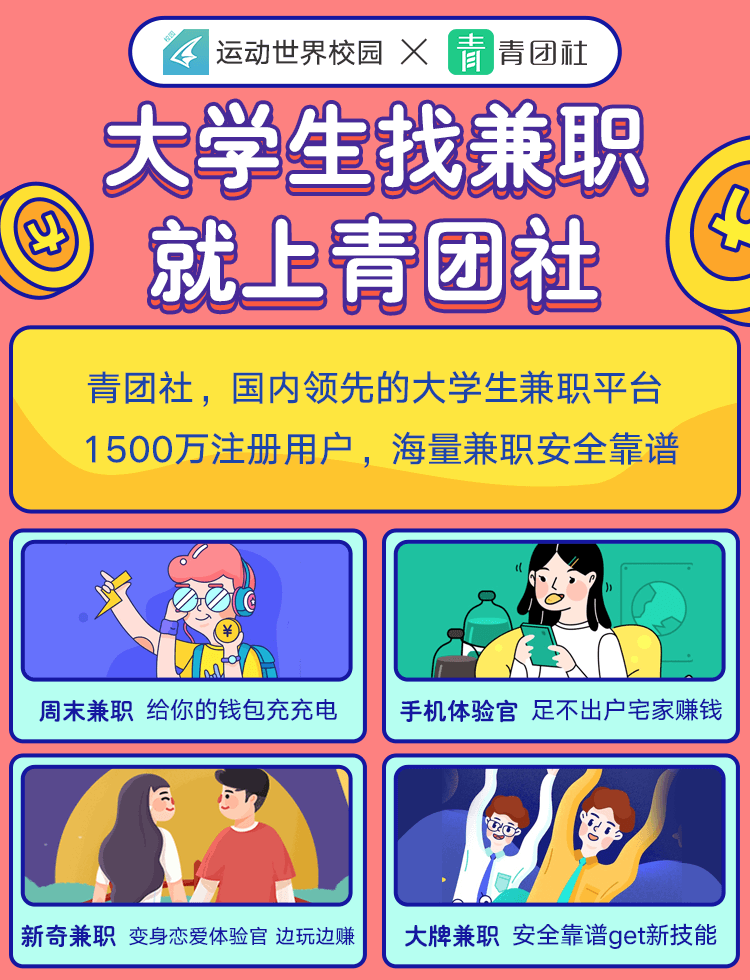 校园
运动世界校园 × 青 青团社
大学生找兼职
就上青团社
青团社，国内领先的大学生兼职平台
1500万注册用户，海量兼职安全靠谱
¥
周末兼职 给你的钱包充充电
手机体验官 足不出户宅家赚钱
新奇兼职 变身恋爱体验官 边玩边赚
大牌兼职 安全靠谱get新技能